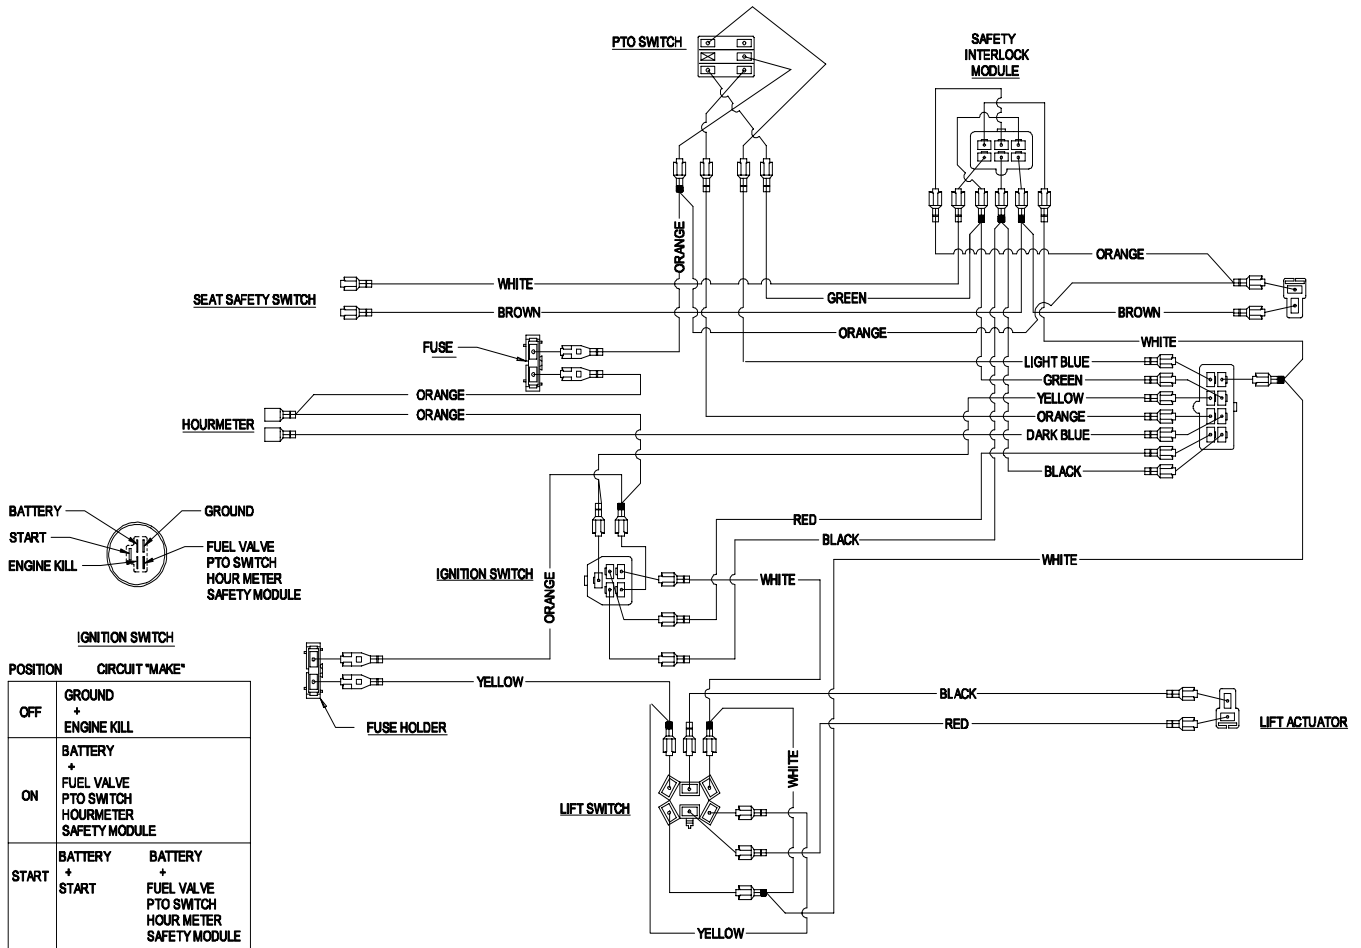 PTO SWITCH
SAFETY
INTERLOCK
MODULE
ORANGE
ORANGE
WHITE
SEAT SAFETY SWITCH
GREEN
BROWN
BROWN
ORANGE
WHITE
FUSE
LIGHT BLUE
GREEN
ORANGE
YELLOW
ORANGE
ORANGE
HOURMETER
DARK BLUE
BLACK
BATTERY
GROUND
START
ENGINE KILL
FUEL VALVE
PTO SWITCH
HOUR METER
SAFETY MODULE
RED
BLACK
WHITE
IGNITION SWITCH
WHITE
ORANGE
IGNITION SWITCH
POSITION CIRCUIT "MAKE"
OFF
GROUND
+
ENGINE KILL
ON
BATTERY
+
FUEL VALVE
PTO SWITCH
HOURMETER
SAFETY MODULE
START
BATTERY
+
START
BATTERY
+
FUEL VALVE
PTO SWITCH
HOUR METER
SAFETY MODULE
YELLOW
FUSE HOLDER
BLACK
RED
LIFT ACTUATOR
WHITE
LIFT SWITCH
YELLOW